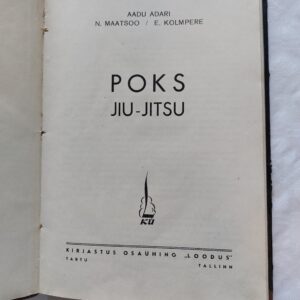 AADU ADARI
N. MAATSOO / E. KOLMPERE
POKS
JIU-JITSU
KÜ
KIRJASTUS OSAÜHING „LOODUS"
TARTU TALLINN